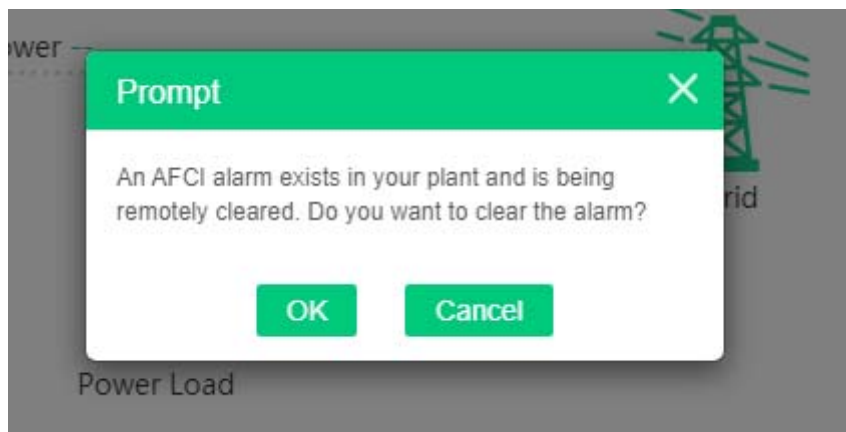 ower --
Prompt
An AFCI alarm exists in your plant and is being
remotely cleared. Do you want to clear the alarm?
rid
OK
Cancel
Power Load